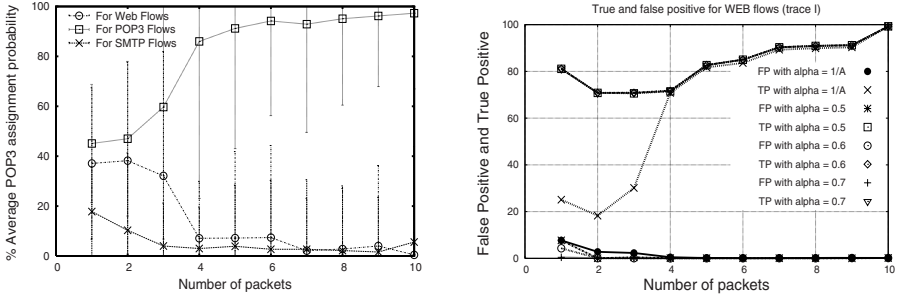 For Web Flows
For POP3 Flows
For SMTP Flows
% Average POP3 assignment probability
100
80
60
40
20
0
0 2 4 6 8 10
Number of packets
True and false positive for WEB flows (trace I)
False Positive and True Positive
100
80
60
40
20
0
FP with alpha = 1/A
TP with alpha = 1/A
FP with alpha = 0.5
TP with alpha = 0.5
FP with alpha = 0.6
TP with alpha = 0.6
FP with alpha = 0.7
TP with alpha = 0.7
0 2 4 6 8 10
Number of packets